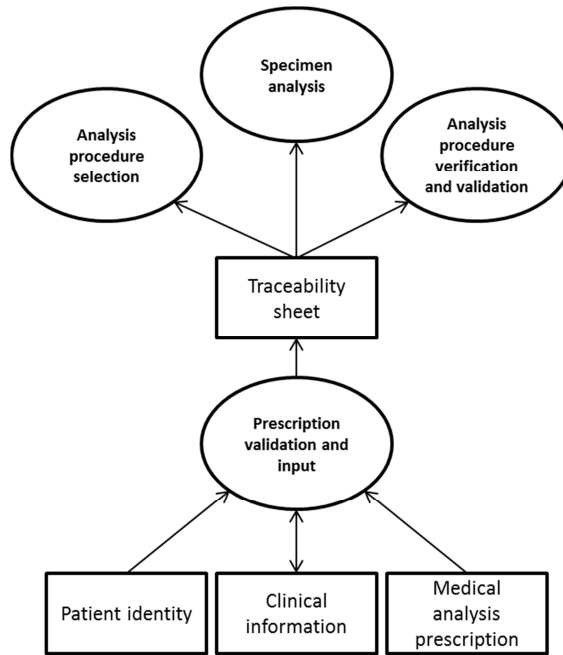 Specimen
analysis
Analysis
procedure
selection
Analysis
procedure
verification
and validation
Traceability
sheet
Prescription
validation and
input
Patient identity
Clinical
information
Medical
analysis
prescription